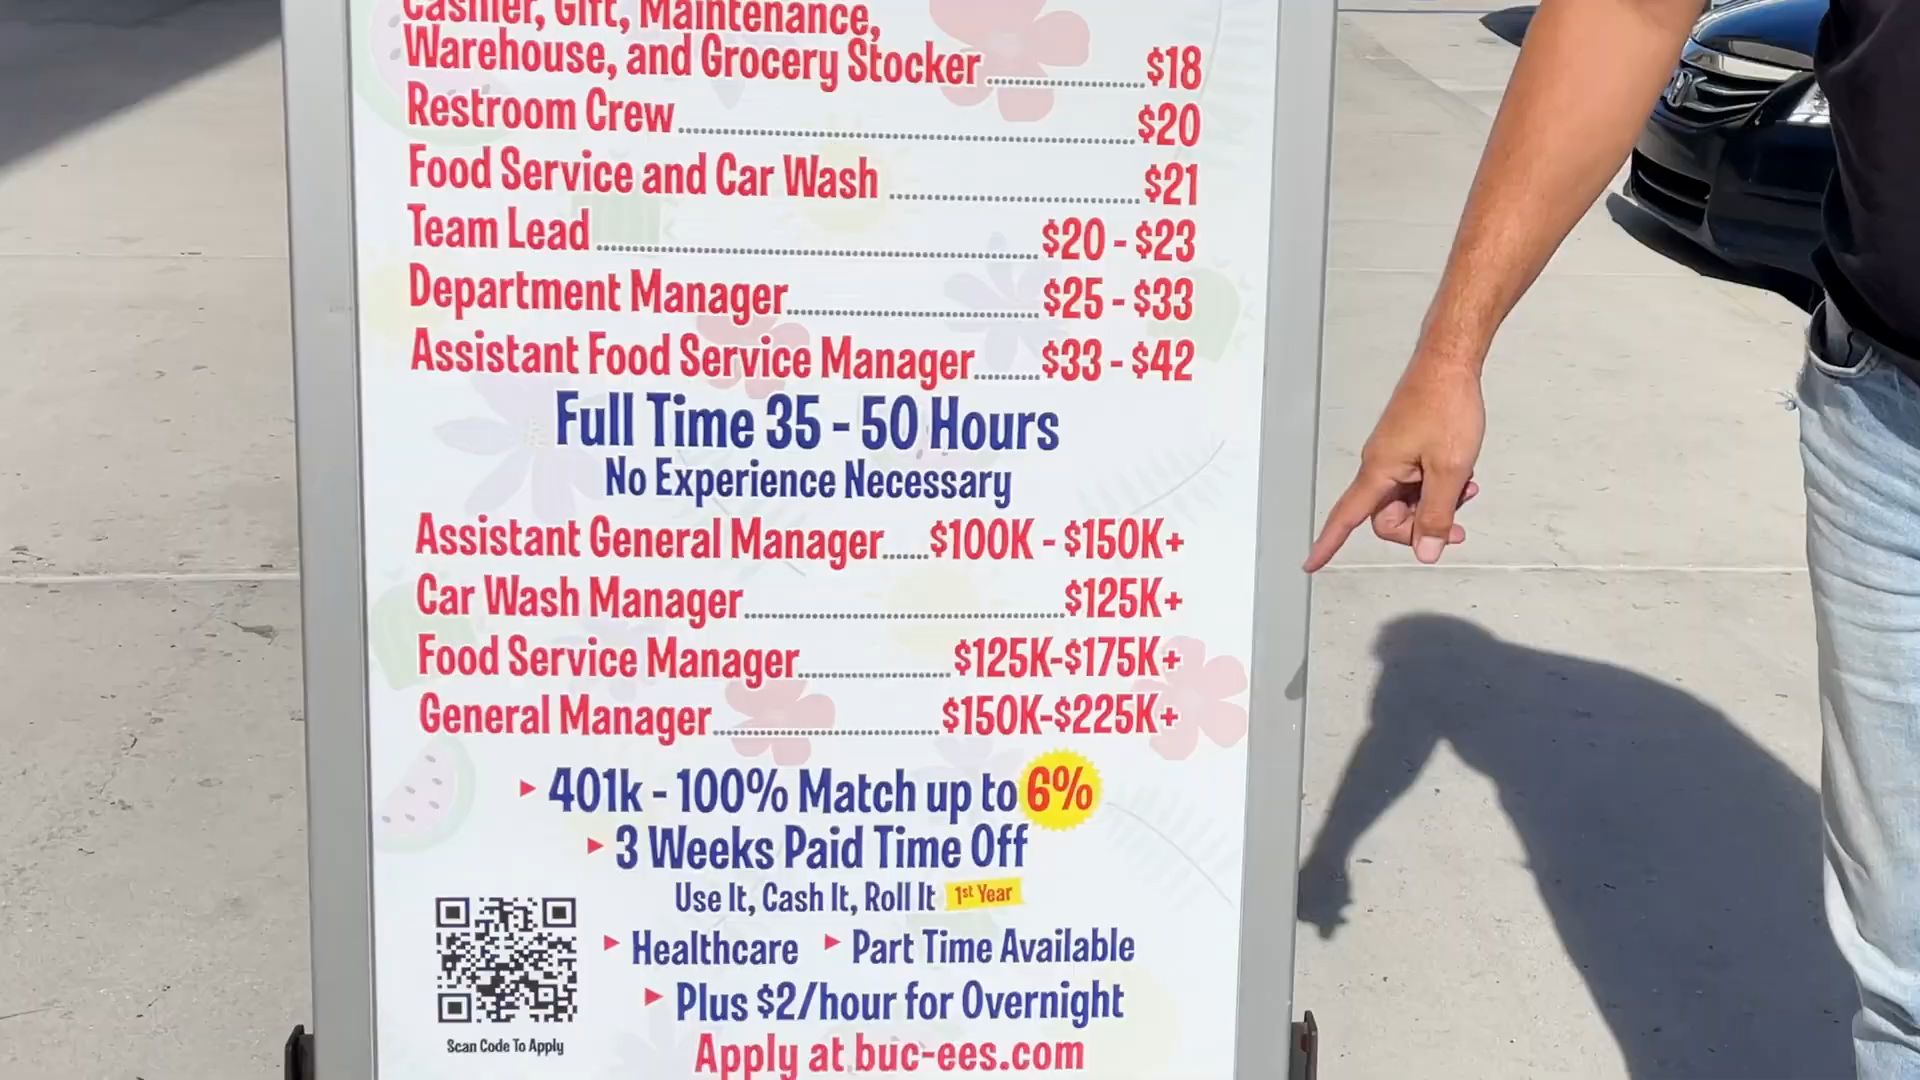 Cashier, Gift, Maintenance,
Warehouse, and Grocery Stocker $18
Restroom Crew $20
Food Service and Car Wash $21
Team Lead $20 - $23
Department Manager $25 - $33
Assistant Food Service Manager $33 - $42
Full Time 35 - 50 Hours
No Experience Necessary
Assistant General Manager $100K - $150K+
Car Wash Manager $125K+
Food Service Manager $125K-$175K+
General Manager $150K-$225K+
401k - 100% Match up to 6%
3 Weeks Paid Time Off
Use It, Cash It, Roll It 1st Year
Healthcare Part Time Available
Plus $2/hour for Overnight
Scan Code To Apply
Apply at buc-ees.com